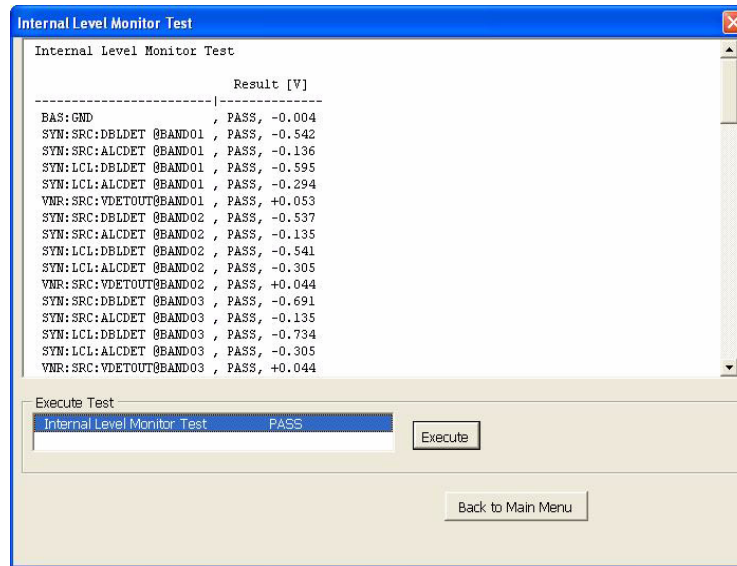 Internal Level Monitor Test
Internal Level Monitor Test
Result [V]
------------------------|--------------
BAS:GND , PASS, -0.004
SYN:SRC:DBLDET @BAND01 , PASS, -0.542
SYN:SRC:ALCDET @BAND01 , PASS, -0.136
SYN:LCL:DBLDET @BAND01 , PASS, -0.595
SYN:LCL:ALCDET @BAND01 , PASS, -0.294
VNR:SRC:VDETOUT@BAND01 , PASS, +0.053
SYN:SRC:DBLDET @BAND02 , PASS, -0.537
SYN:SRC:ALCDET @BAND02 , PASS, -0.135
SYN:LCL:DBLDET @BAND02 , PASS, -0.541
SYN:LCL:ALCDET @BAND02 , PASS, -0.305
VNR:SRC:VDETOUT@BAND02 , PASS, +0.044
SYN:SRC:DBLDET @BAND03 , PASS, -0.691
SYN:SRC:ALCDET @BAND03 , PASS, -0.135
SYN:LCL:DBLDET @BAND03 , PASS, -0.734
SYN:LCL:ALCDET @BAND03 , PASS, -0.305
VNR:SRC:VDETOUT@BAND03 , PASS, +0.044
Execute Test
Internal Level Monitor Test PASS
Execute
Back to Main Menu